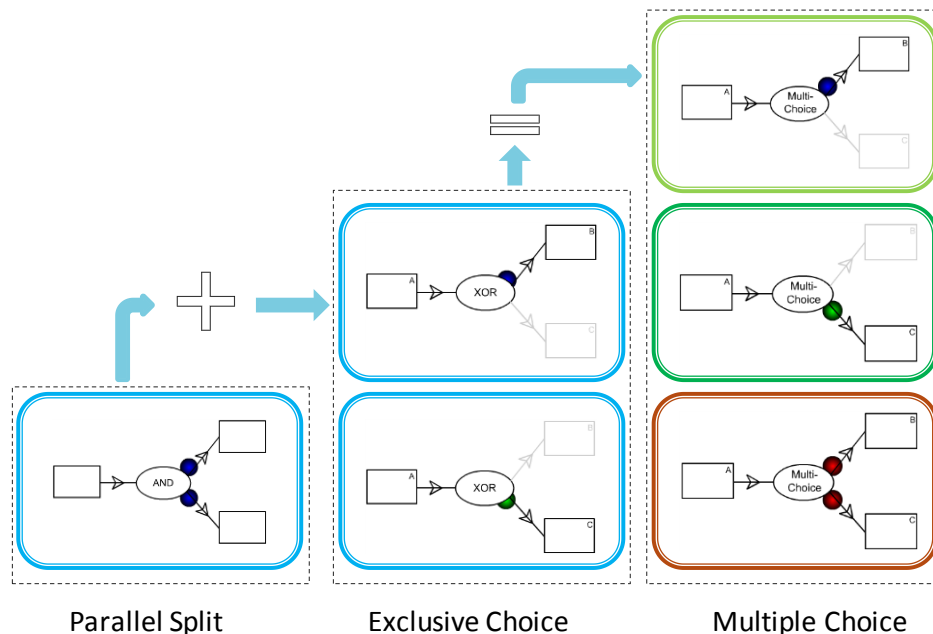 B
A
Multi-
Choice
C
B
A
XOR
C
B
A
Multi-
Choice
C
AND
B
A
XOR
C
B
A
Multi-
Choice
C
Parallel Split
Exclusive Choice
Multiple Choice